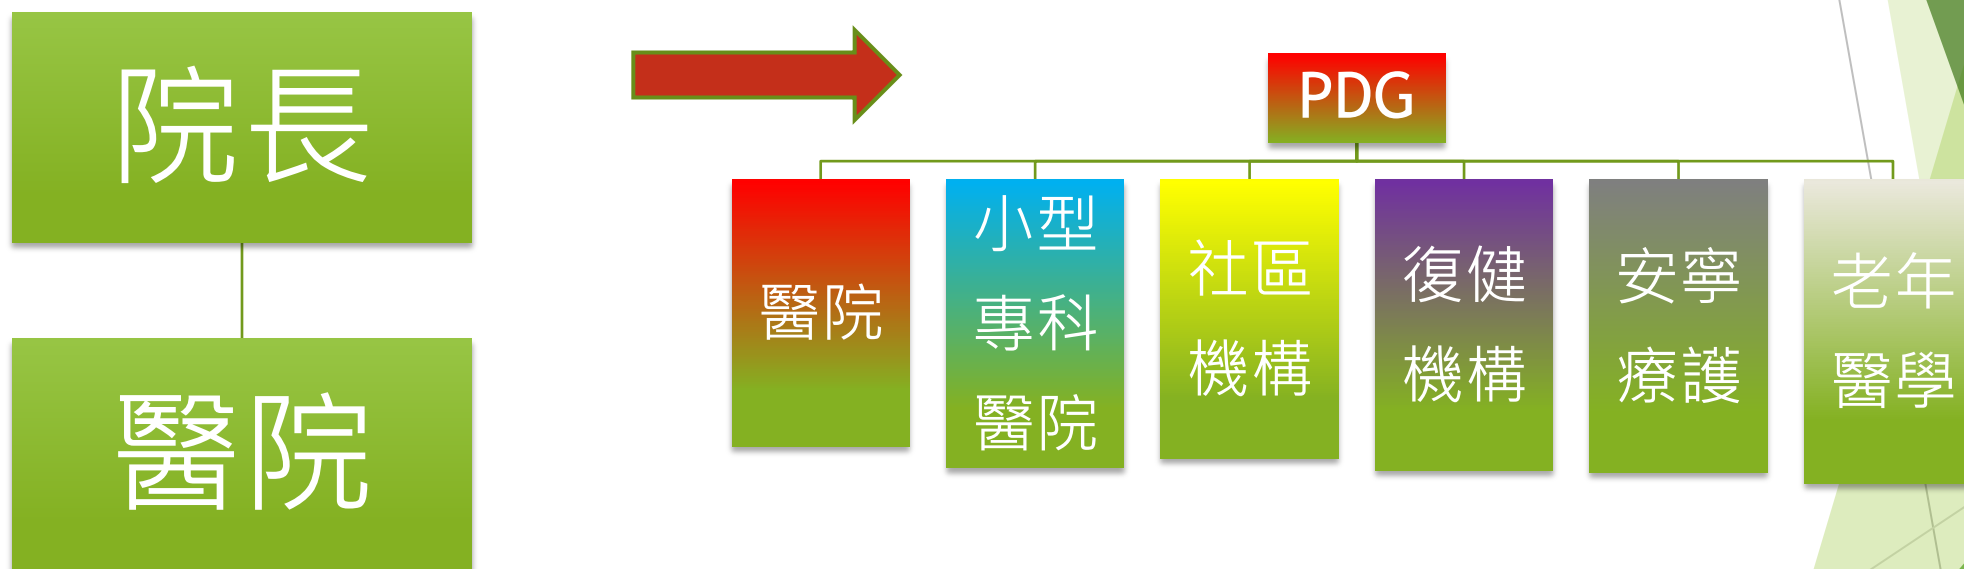 院長
醫院
PDG
醫院
小型
專科
醫院
社區
機構
復健
機構
安寧
療護
老年
醫學